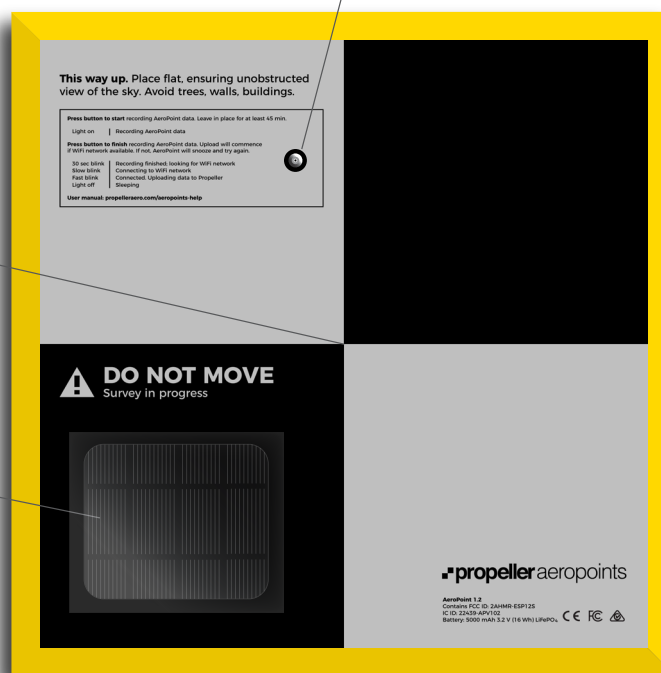 This way up. Place flat, ensuring unobstructed
view of the sky. Avoid trees, walls, buildings.
Press button to start recording AeroPoint data. Leave in place for at least 45 min.
Light on | Recording AeroPoint data
Press button to finish recording AeroPoint data. Upload will commence
if WiFi network available. If not, AeroPoint will snooze and try again.
30 sec blink | Recording finished; looking for WiFi network
Slow blink | Connecting to WiFi network
Fast blink | Connected. Uploading data to Propeller
Light off | Sleeping
User manual: propelleraero.com/aeropoints-help
DO NOT MOVE
Survey in progress
propeller aeropoints
AeroPoint 1.2
Contains FCC ID: 2AHMR-ESP12S
IC ID: 22439-APV102
Battery: 5000 mAh 3.2 V (16 Wh) LiFePO₄ CE FC